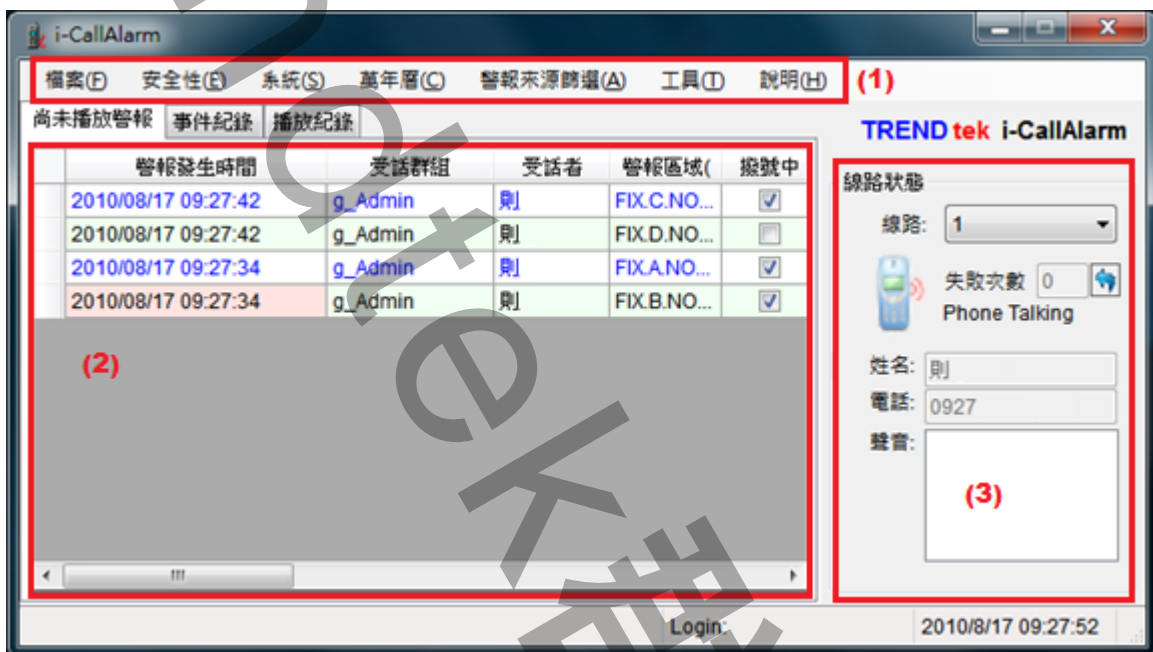 i-CallAlarm
檔案(F) 安全性(E) 系統(S) 萬年曆(C) 警報來源篩選(A) 工具(T) 說明(H) (1)
尚未播放警報 事件紀錄 播放紀錄
TREND tek i-CallAlarm
警報發生時間 受話群組 受話者 警報區域( 撥號中
2010/08/17 09:27:42 g_Admin 則 FIX.C.NO...
2010/08/17 09:27:42 g_Admin 則 FIX.D.NO...
2010/08/17 09:27:34 g_Admin 則 FIX.A.NO...
2010/08/17 09:27:34 g_Admin 則 FIX.B.NO...
(2)
線路狀態
線路: 1
失敗次數 0
Phone Talking
姓名: 則
電話: 0927
聲音:
(3)
Login: 2010/8/17 09:27:52